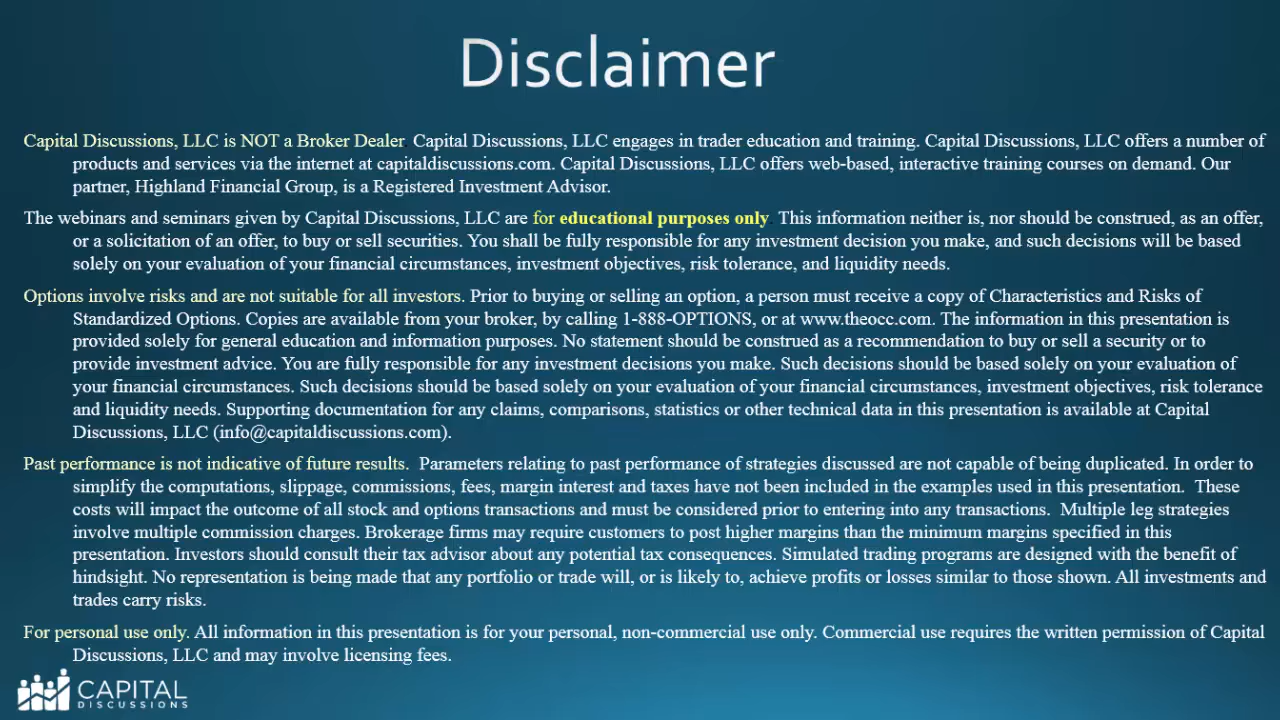 Disclaimer
Capital Discussions, LLC is NOT a Broker Dealer. Capital Discussions, LLC engages in trader education and training. Capital Discussions, LLC offers a number of
products and services via the internet at capitaldiscussions.com. Capital Discussions, LLC offers web-based, interactive training courses on demand. Our
partner, Highland Financial Group, is a Registered Investment Advisor.
The webinars and seminars given by Capital Discussions, LLC are for educational purposes only. This information neither is, nor should be construed, as an offer,
or a solicitation of an offer, to buy or sell securities. You shall be fully responsible for any investment decision you make, and such decisions will be based
solely on your evaluation of your financial circumstances, investment objectives, risk tolerance, and liquidity needs.
Options involve risks and are not suitable for all investors. Prior to buying or selling an option, a person must receive a copy of Characteristics and Risks of
Standardized Options. Copies are available from your broker, by calling 1-888-OPTIONS, or at www.theocc.com. The information in this presentation is
provided solely for general education and information purposes. No statement should be construed as a recommendation to buy or sell a security or to
provide investment advice. You are fully responsible for any investment decisions you make. Such decisions should be based solely on your evaluation of
your financial circumstances. Such decisions should be based solely on your evaluation of your financial circumstances, investment objectives, risk tolerance
and liquidity needs. Supporting documentation for any claims, comparisons, statistics or other technical data in this presentation is available at Capital
Discussions, LLC (info@capitaldiscussions.com).
Past performance is not indicative of future results. Parameters relating to past performance of strategies discussed are not capable of being duplicated. In order to
simplify the computations, slippage, commissions, fees, margin interest and taxes have not been included in the examples used in this presentation. These
costs will impact the outcome of all stock and options transactions and must be considered prior to entering into any transactions. Multiple leg strategies
involve multiple commission charges. Brokerage firms may require customers to post higher margins than the minimum margins specified in this
presentation. Investors should consult their tax advisor about any potential tax consequences. Simulated trading programs are designed with the benefit of
hindsight. No representation is being made that any portfolio or trade will, or is likely to, achieve profits or losses similar to those shown. All investments and
trades carry risks.
For personal use only. All information in this presentation is for your personal, non-commercial use only. Commercial use requires the written permission of Capital
Discussions, LLC and may involve licensing fees.
CAPITAL
DISCUSSIONS